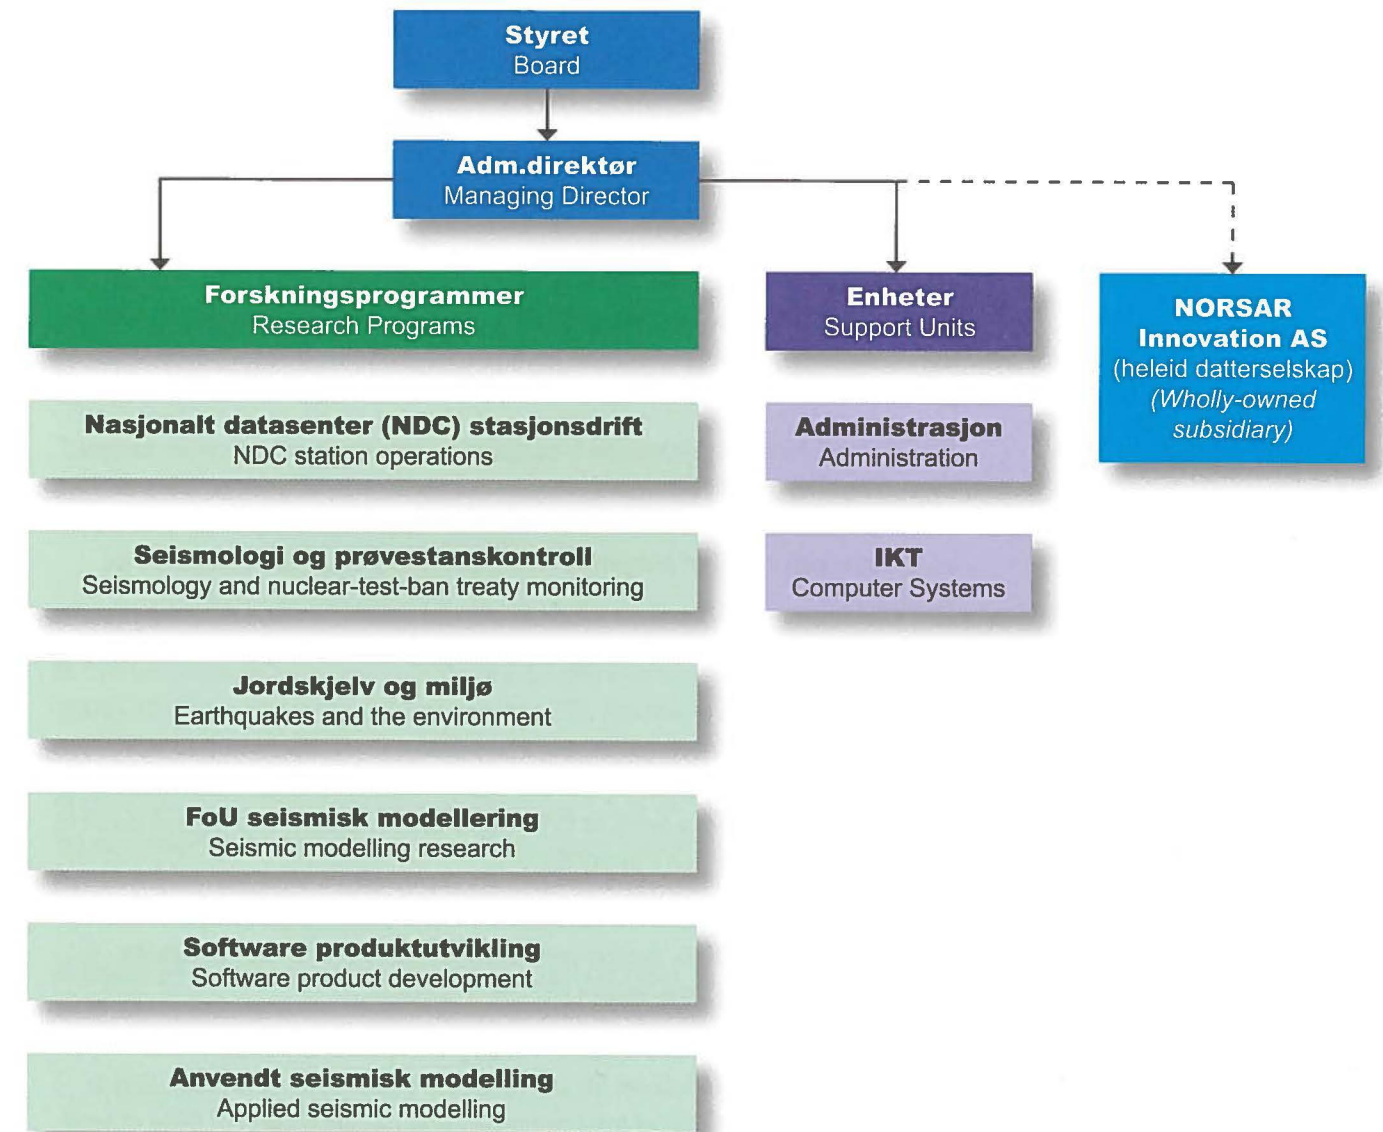 Styret
Board
Adm.direktør
Managing Director
Forskningsprogrammer
Research Programs
Enheter
Support Units
NORSAR
Innovation AS
(heleid datterselskap)
(Wholly-owned
subsidiary)
Nasjonalt datasenter (NDC) stasjonsdrift
NDC station operations
Administrasjon
Administration
Seismologi og prøvestanskontroll
Seismology and nuclear-test-ban treaty monitoring
IKT
Computer Systems
Jordskjelv og miljø
Earthquakes and the environment
FoU seismisk modellering
Seismic modelling research
Software produktutvikling
Software product development
Anvendt seismisk modelling
Applied seismic modelling